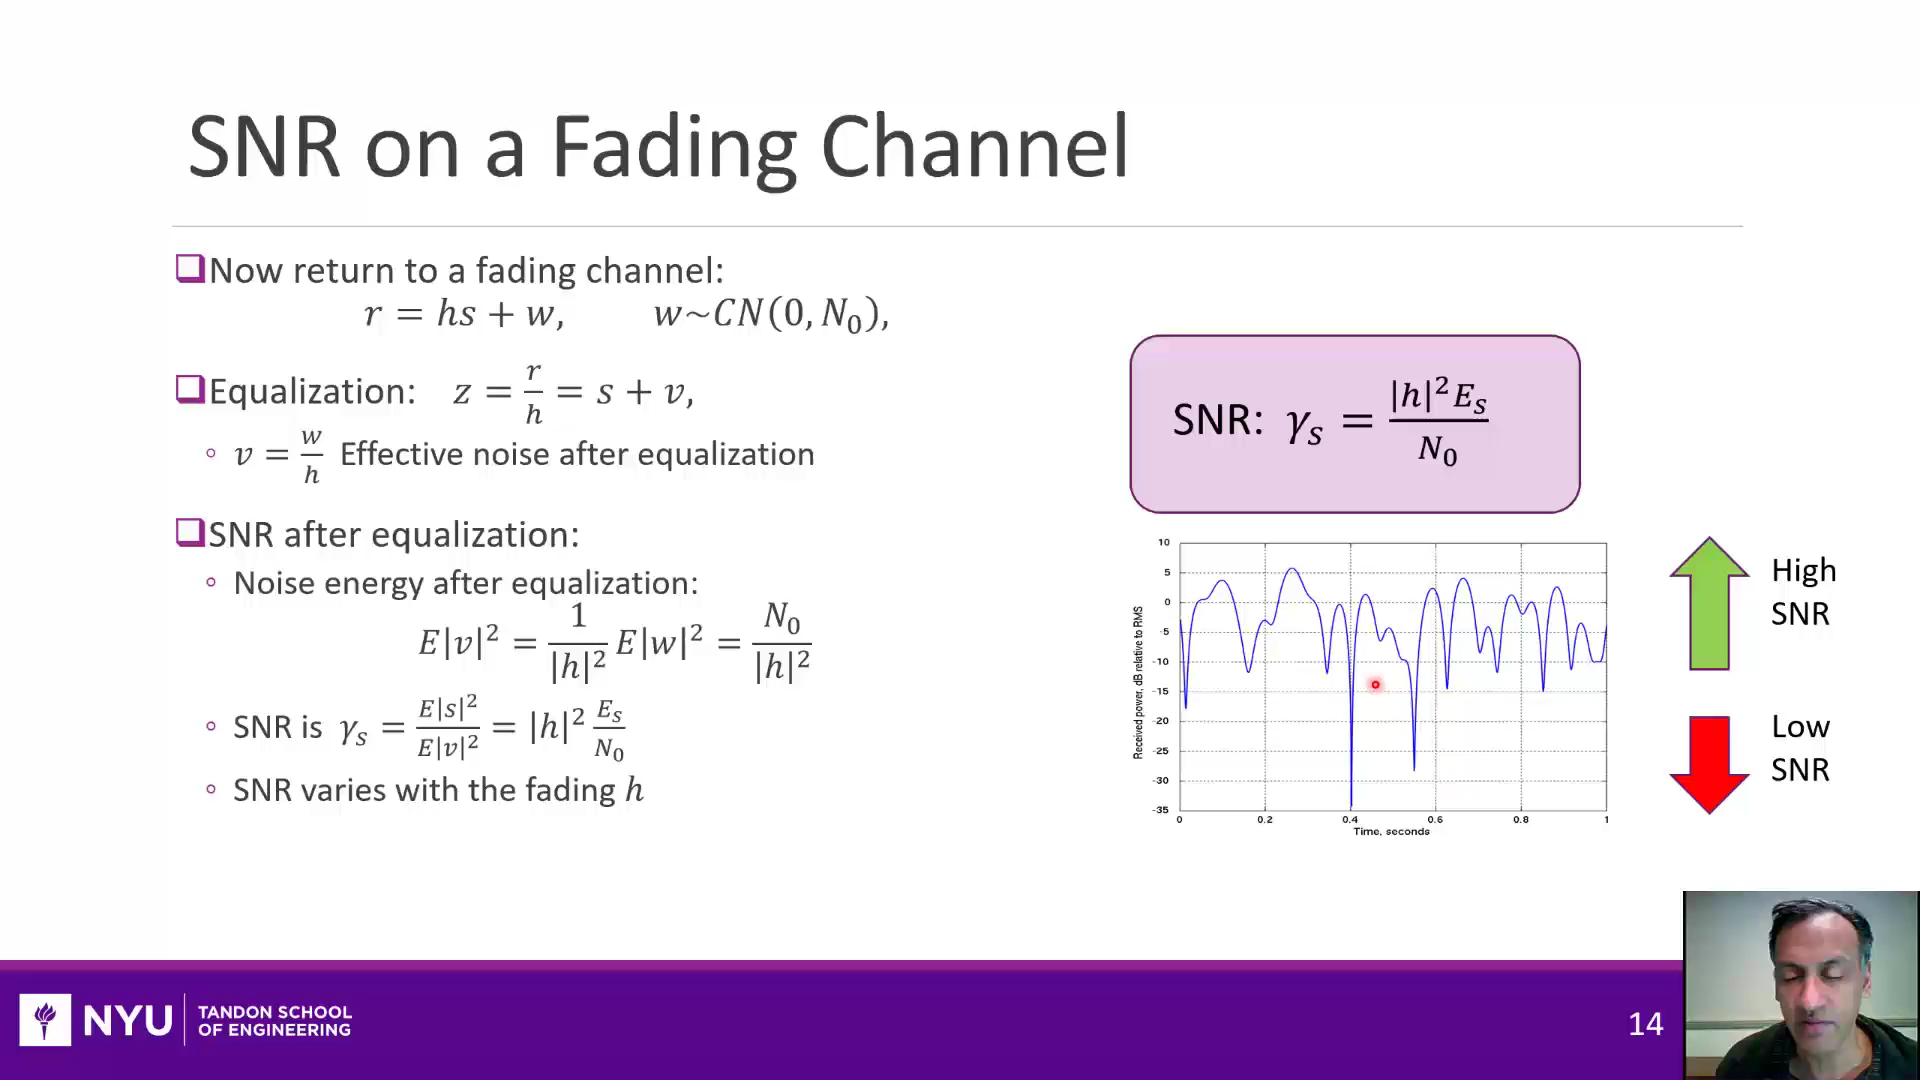 SNR on a Fading Channel
❑Now return to a fading channel:
r = hs + w, w~CN(0, N₀),
❑Equalization: z = r/h = s + v,
◦ v = w/h Effective noise after equalization
❑SNR after equalization:
◦ Noise energy after equalization:
E|v|² = 1/|h|² E|w|² = N₀/|h|²
◦ SNR is γₛ = E|s|²/E|v|² = |h|² Eₛ/N₀
◦ SNR varies with the fading h
SNR: γₛ = |h|²Eₛ/N₀
10
5
0
-5
-10
-15
-20
-25
-30
-35
Received power, dB relative to RMS
0 0.2 0.4 0.6 0.8 1
Time, seconds
High
SNR
Low
SNR
NYU
TANDON SCHOOL
OF ENGINEERING
14